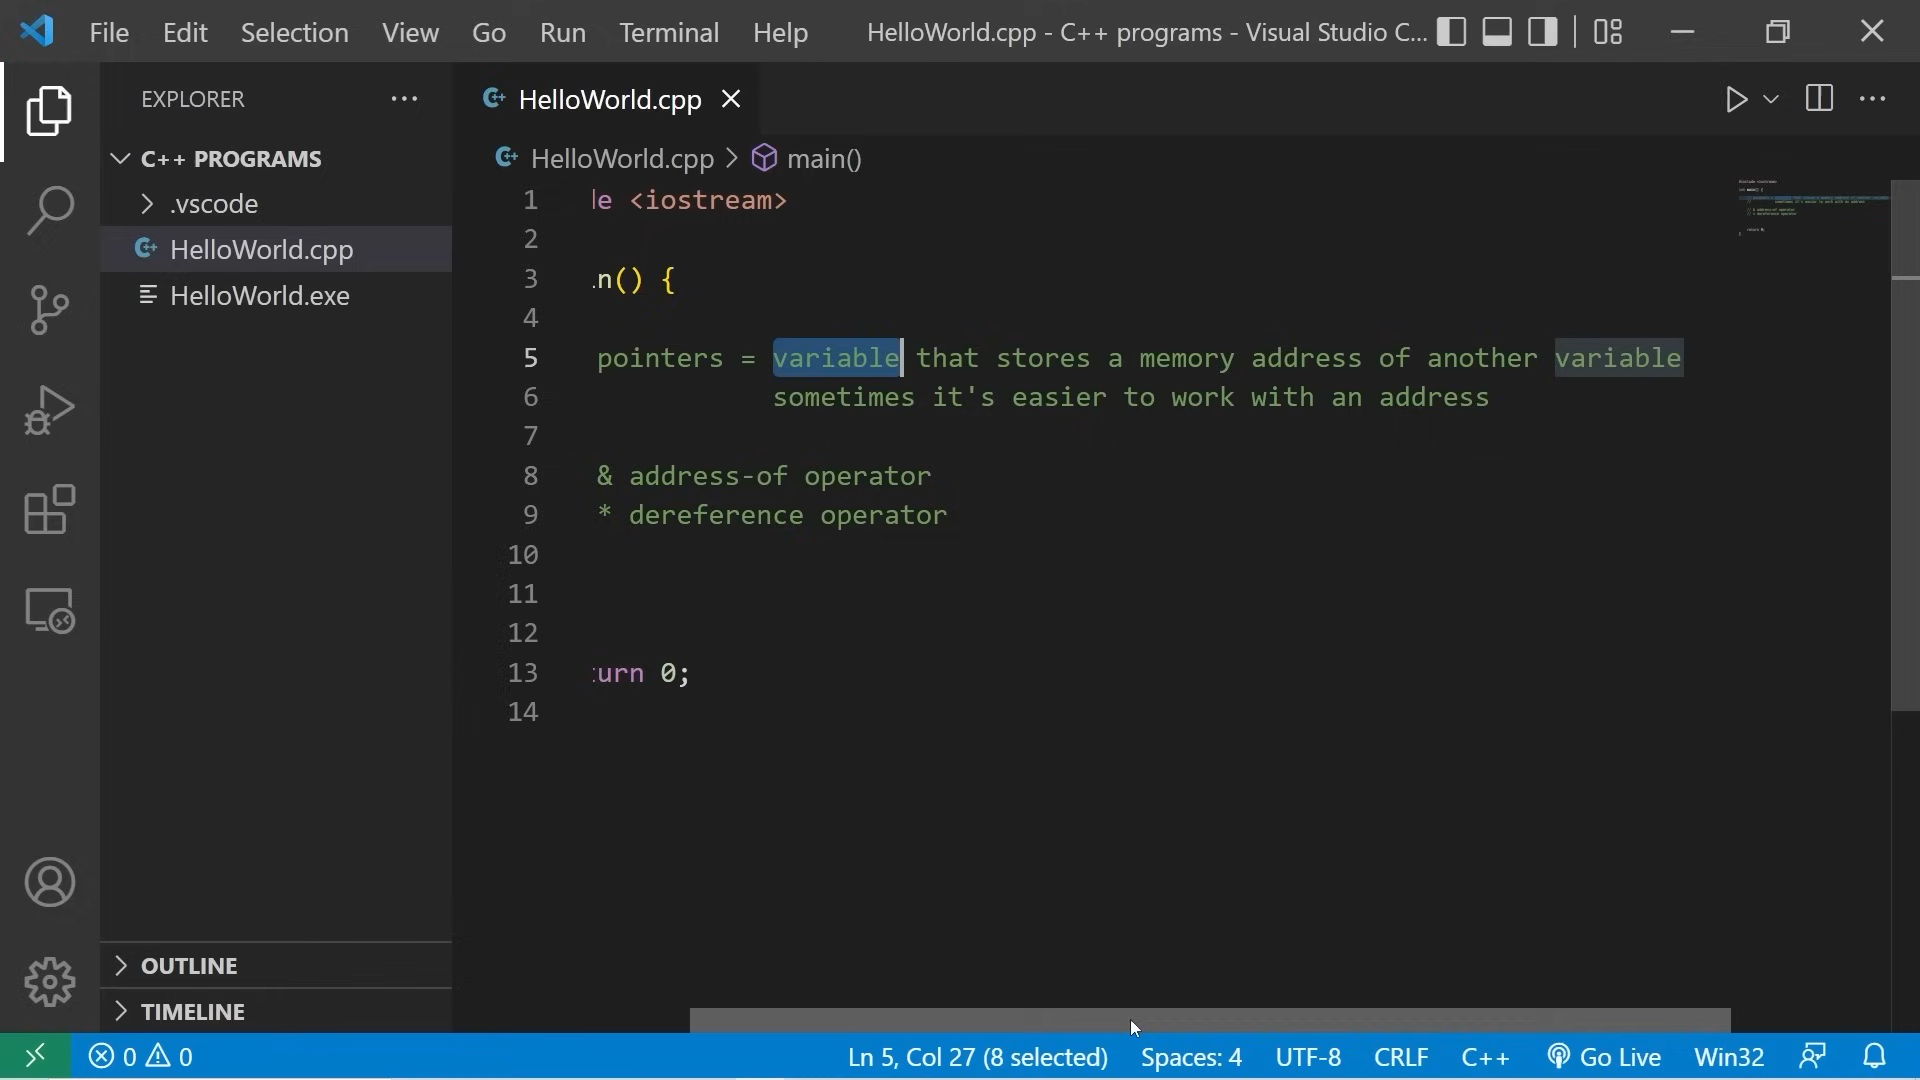 File Edit Selection View Go Run Terminal Help HelloWorld.cpp - C++ programs - Visual Studio C...
EXPLORER
C++ PROGRAMS
.vscode
HelloWorld.cpp
HelloWorld.exe
OUTLINE
TIMELINE
HelloWorld.cpp
HelloWorld.cpp > main()
1 e <iostream>
2
3 n() {
4
5 pointers = variable that stores a memory address of another variable
6 sometimes it's easier to work with an address
7
8 & address-of operator
9 * dereference operator
10
11
12
13 urn 0;
14
0 0 Ln 5, Col 27 (8 selected) Spaces: 4 UTF-8 CRLF C++ Go Live Win32